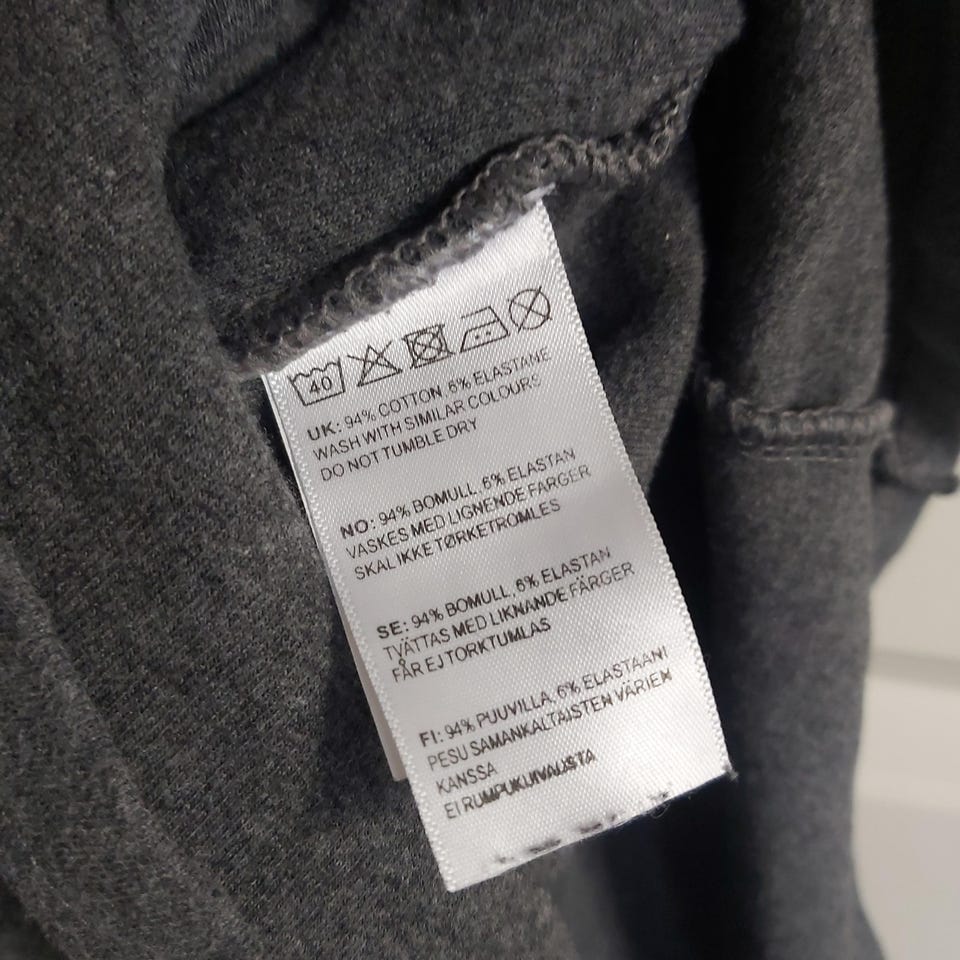 40
UK: 94% COTTON, 6% ELASTANE
WASH WITH SIMILAR COLOURS
DO NOT TUMBLE DRY
NO: 94% BOMULL, 6% ELASTAN
VASKES MED LIGNENDE FARGER
SKAL IKKE TØRKETROMLES
SE: 94% BOMULL, 6% ELASTAN
TVÄTTAS MED LIKNANDE FÄRGER
FÅR EJ TORKTUMLAS
FI: 94% PUUVILLA, 6% ELASTAANI
PESU SAMANKALTAISTEN VÄRIEN
KANSSA
EI RUMPUKUIVAUSTA